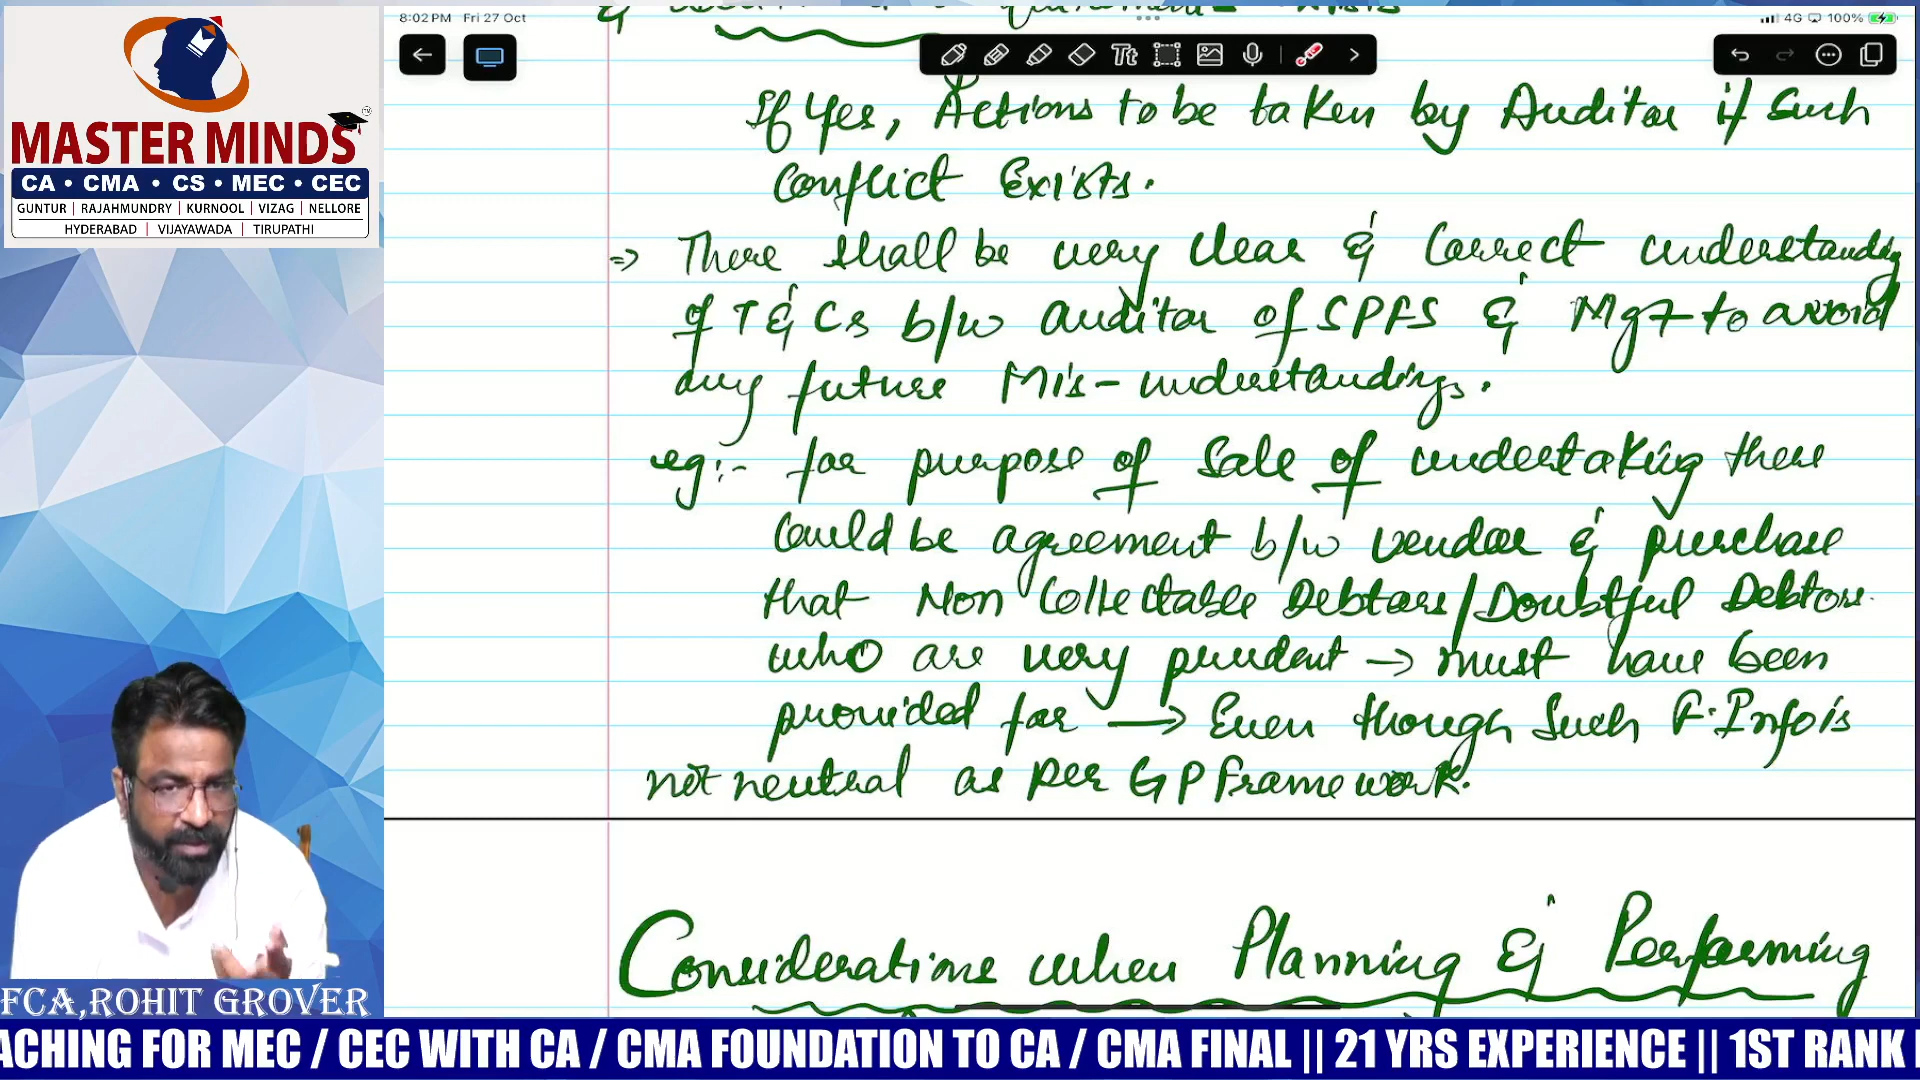 8:02 PM Fri 27 Oct
4G 100%
Tt
MASTER MINDS
CA • CMA • CS • MEC • CEC
GUNTUR | RAJAHMUNDRY | KURNOOL | VIZAG | NELLORE
HYDERABAD | VIJAYAWADA | TIRUPATHI
If Yes, Actions to be taken by Auditor if such
Conflict Exists.
=> There shall be very clear & Correct understanding
of T & Cs b/w auditor of SPFS & Mgt to avoid
any future Mis-understandings.
eg:- for purpose of Sale of undertaking there
Could be agreement b/w vendor & purchase
that Non Collectable Debtors/Doubtful Debtors.
who are very prudent → must have been
provided for → Even though Such F. Info is
not neutral as per GP Framework.
Considerations when Planning & Performing
FCA,ROHIT GROVER
ACHING FOR MEC / CEC WITH CA / CMA FOUNDATION TO CA / CMA FINAL || 21 YRS EXPERIENCE || 1ST RANK